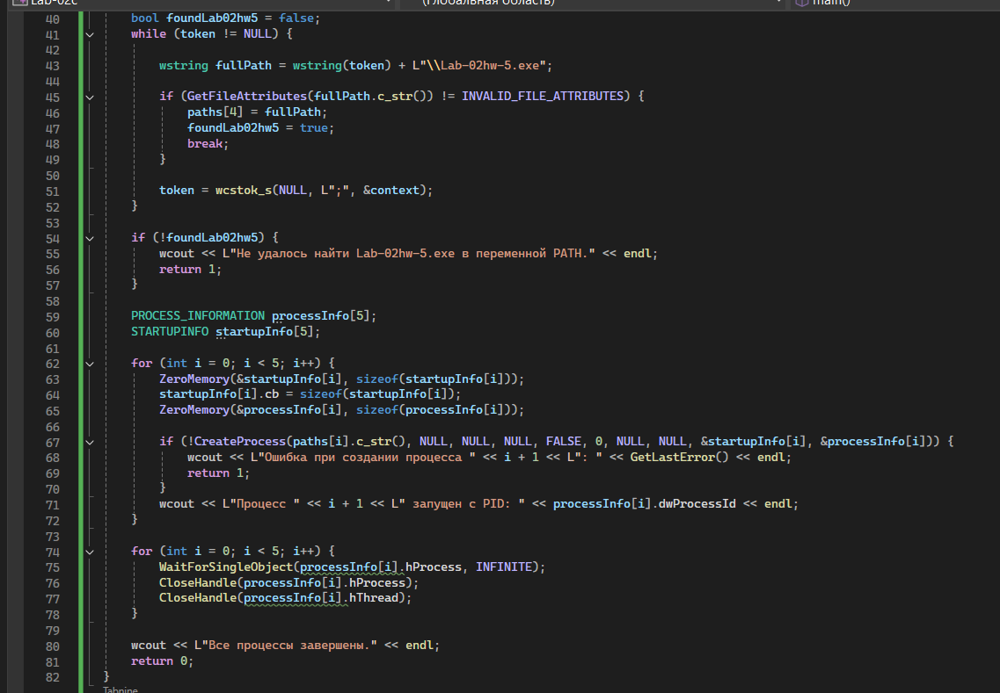 Lab-02c (Глобальная область) main()
40 bool foundLab02hw5 = false;
41 while (token != NULL) {
42
43 wstring fullPath = wstring(token) + L"\\Lab-02hw-5.exe";
44
45 if (GetFileAttributes(fullPath.c_str()) != INVALID_FILE_ATTRIBUTES) {
46 paths[4] = fullPath;
47 foundLab02hw5 = true;
48 break;
49 }
50
51 token = wcstok_s(NULL, L";", &context);
52 }
53
54 if (!foundLab02hw5) {
55 wcout << L"Не удалось найти Lab-02hw-5.exe в переменной PATH." << endl;
56 return 1;
57 }
58
59 PROCESS_INFORMATION processInfo[5];
60 STARTUPINFO startupInfo[5];
61
62 for (int i = 0; i < 5; i++) {
63 ZeroMemory(&startupInfo[i], sizeof(startupInfo[i]));
64 startupInfo[i].cb = sizeof(startupInfo[i]);
65 ZeroMemory(&processInfo[i], sizeof(processInfo[i]));
66
67 if (!CreateProcess(paths[i].c_str(), NULL, NULL, NULL, FALSE, 0, NULL, NULL, &startupInfo[i], &processInfo[i])) {
68 wcout << L"Ошибка при создании процесса " << i + 1 << L": " << GetLastError() << endl;
69 return 1;
70 }
71 wcout << L"Процесс " << i + 1 << L" запущен с PID: " << processInfo[i].dwProcessId << endl;
72 }
73
74 for (int i = 0; i < 5; i++) {
75 WaitForSingleObject(processInfo[i].hProcess, INFINITE);
76 CloseHandle(processInfo[i].hProcess);
77 CloseHandle(processInfo[i].hThread);
78 }
79
80 wcout << L"Все процессы завершены." << endl;
81 return 0;
82 }
Tabnine